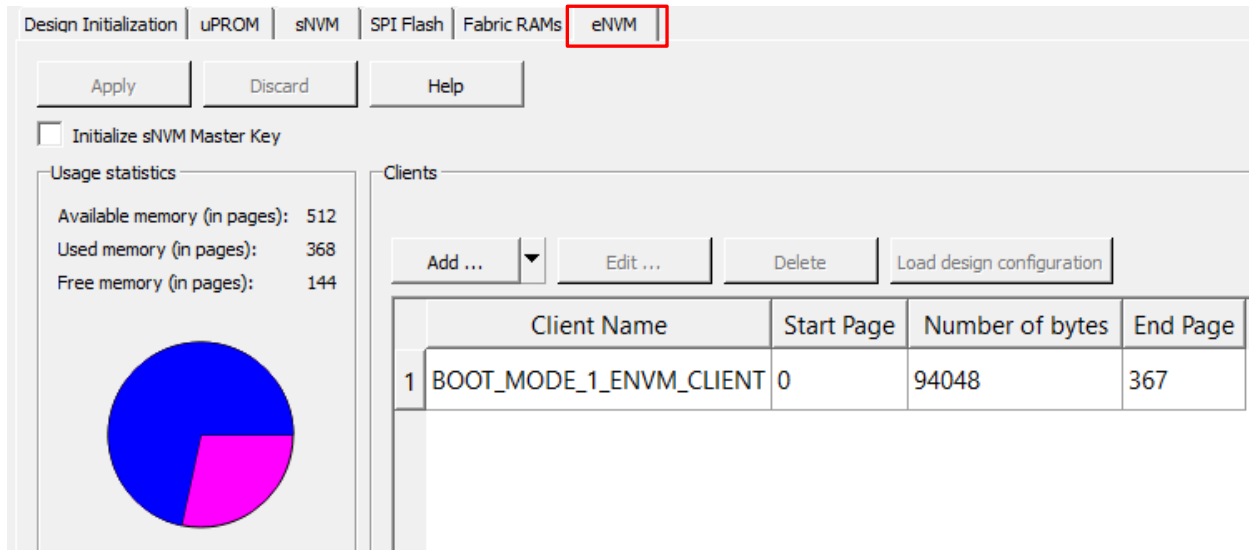 Design Initialization uPROM sNVM SPI Flash Fabric RAMs eNVM
Apply Discard Help
Initialize sNVM Master Key
Usage statistics
Available memory (in pages): 512
Used memory (in pages): 368
Free memory (in pages): 144
Clients
Add ... Edit ... Delete Load design configuration
Client Name Start Page Number of bytes End Page
1 BOOT_MODE_1_ENVM_CLIENT 0 94048 367